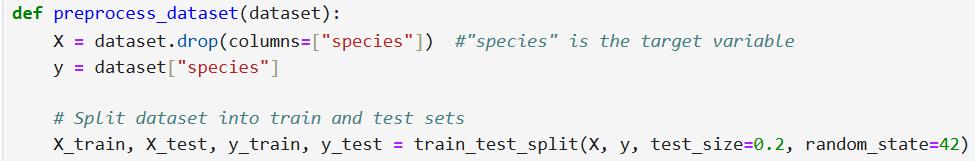 def preprocess_dataset(dataset):
    X = dataset.drop(columns=["species"])  #"species" is the target variable
    y = dataset["species"]

    # Split dataset into train and test sets
    X_train, X_test, y_train, y_test = train_test_split(X, y, test_size=0.2, random_state=42)